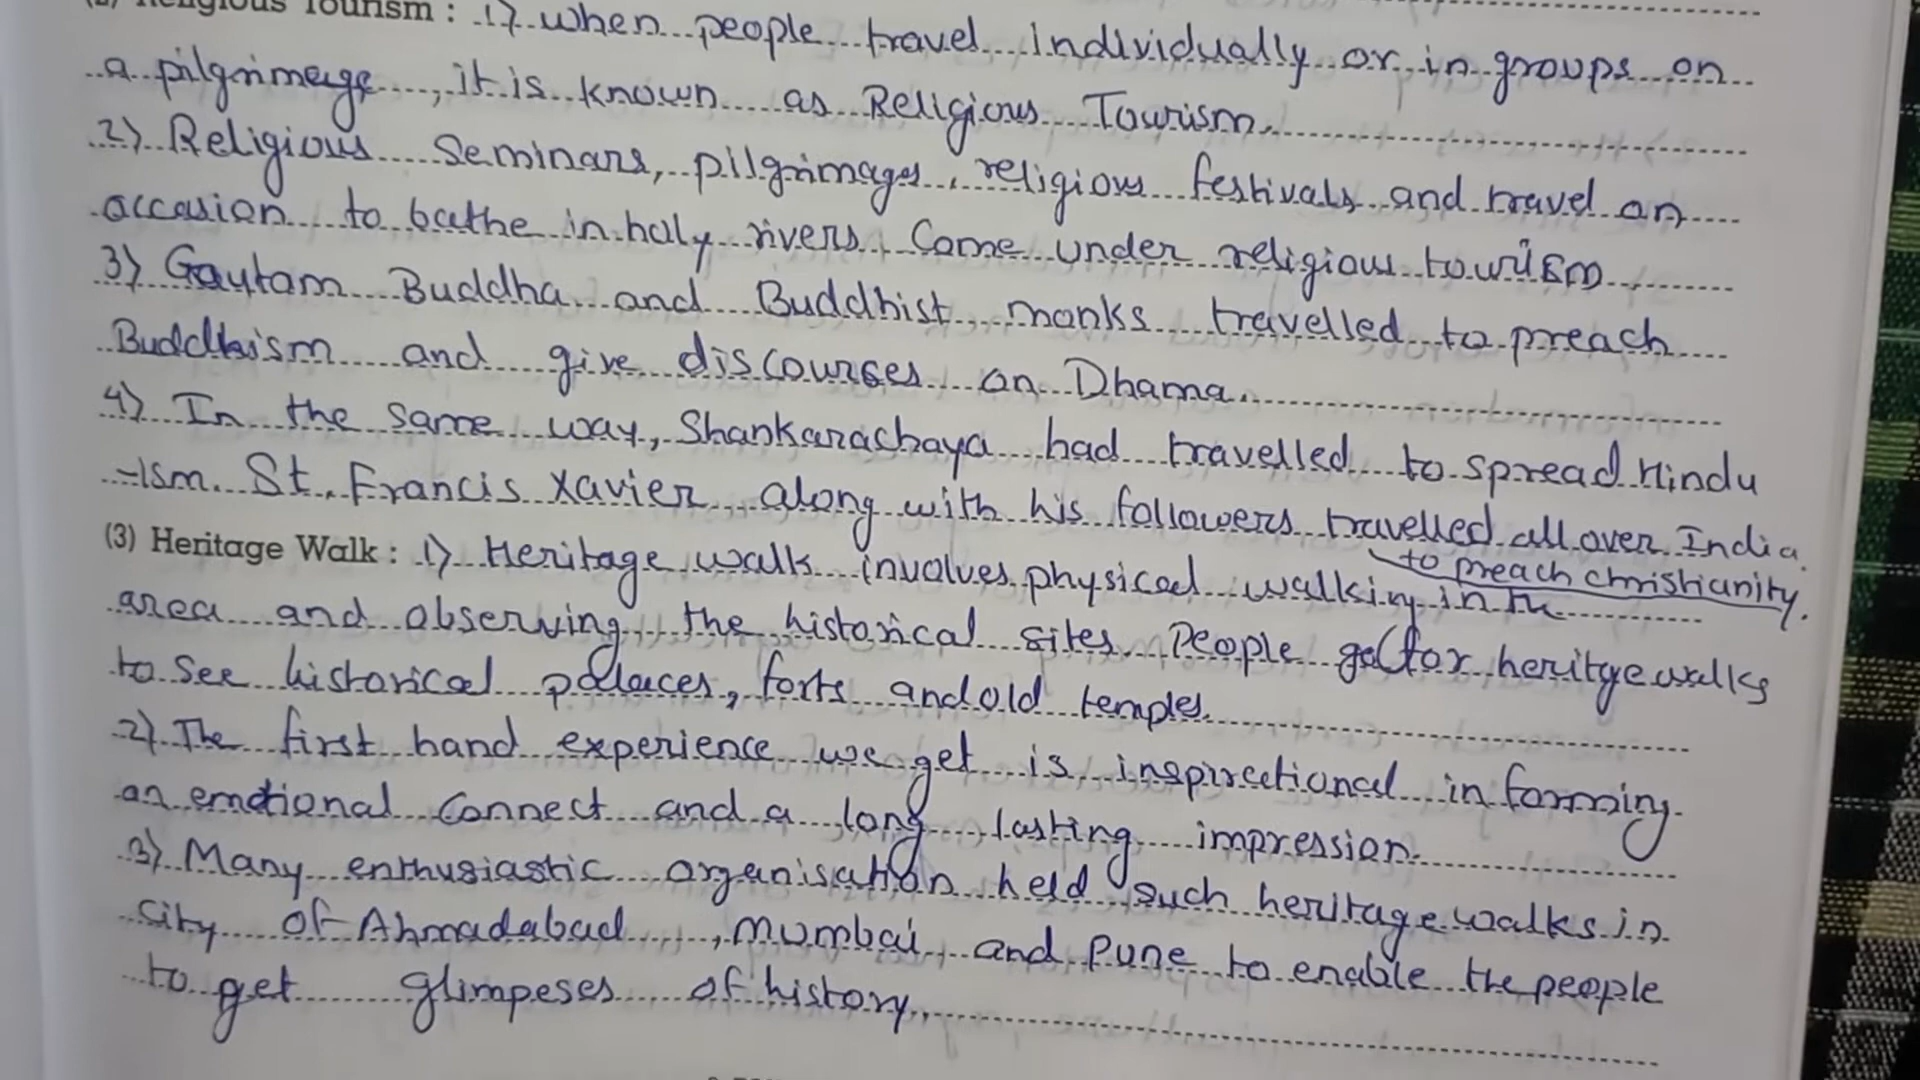 Religious Tourism : 1) when people travel individually or in groups on
a pilgrimage, it is known as Religious Tourism.
2) Religious Seminars, pilgrimages, religious festivals and travel on
occasion to bathe in holy rivers come under religious tourism.
3) Gautam Buddha and Buddhist monks travelled to preach
Buddhism and give discourses on Dhama.
4) In the same way, Shankarachaya had travelled to spread Hindu
-ism. St. Francis Xavier along with his followers travelled all over India.
to preach christianity.
(3) Heritage Walk : 1) Heritage walk involves physical walking in the
area and observing the historical sites. People go for heritge walks
to see historical palaces, forts and old temples.
2) The first hand experience we get is inspirational in forming
an emotional connect and a long lasting impression.
3) Many enthusiastic organisation held such heritage walks in
city of Ahmadabad, mumbai and Pune to enable the people
to get glimpeses of history.